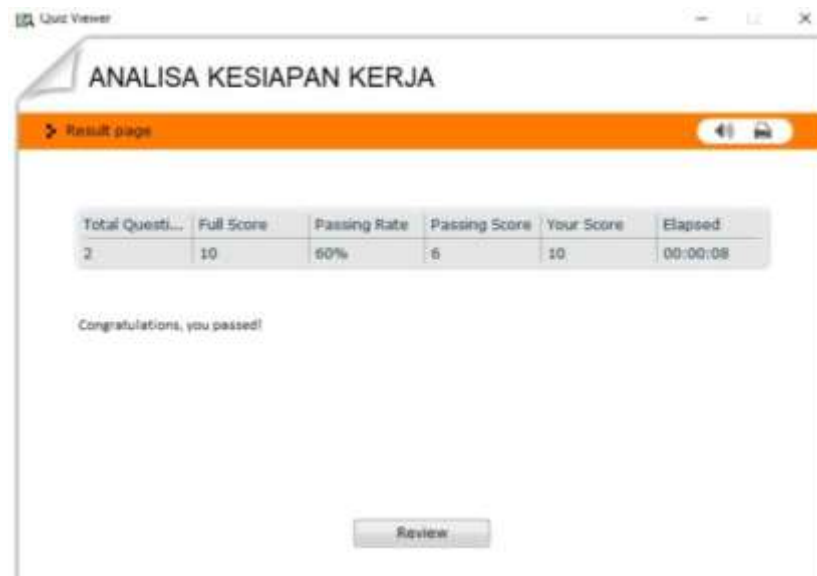 Quiz Viewer
ANALISA KESIAPAN KERJA
Result page
Total Questi... Full Score Passing Rate Passing Score Your Score Elapsed
2 10 60% 6 10 00:00:08
Congratulations, you passed!
Review